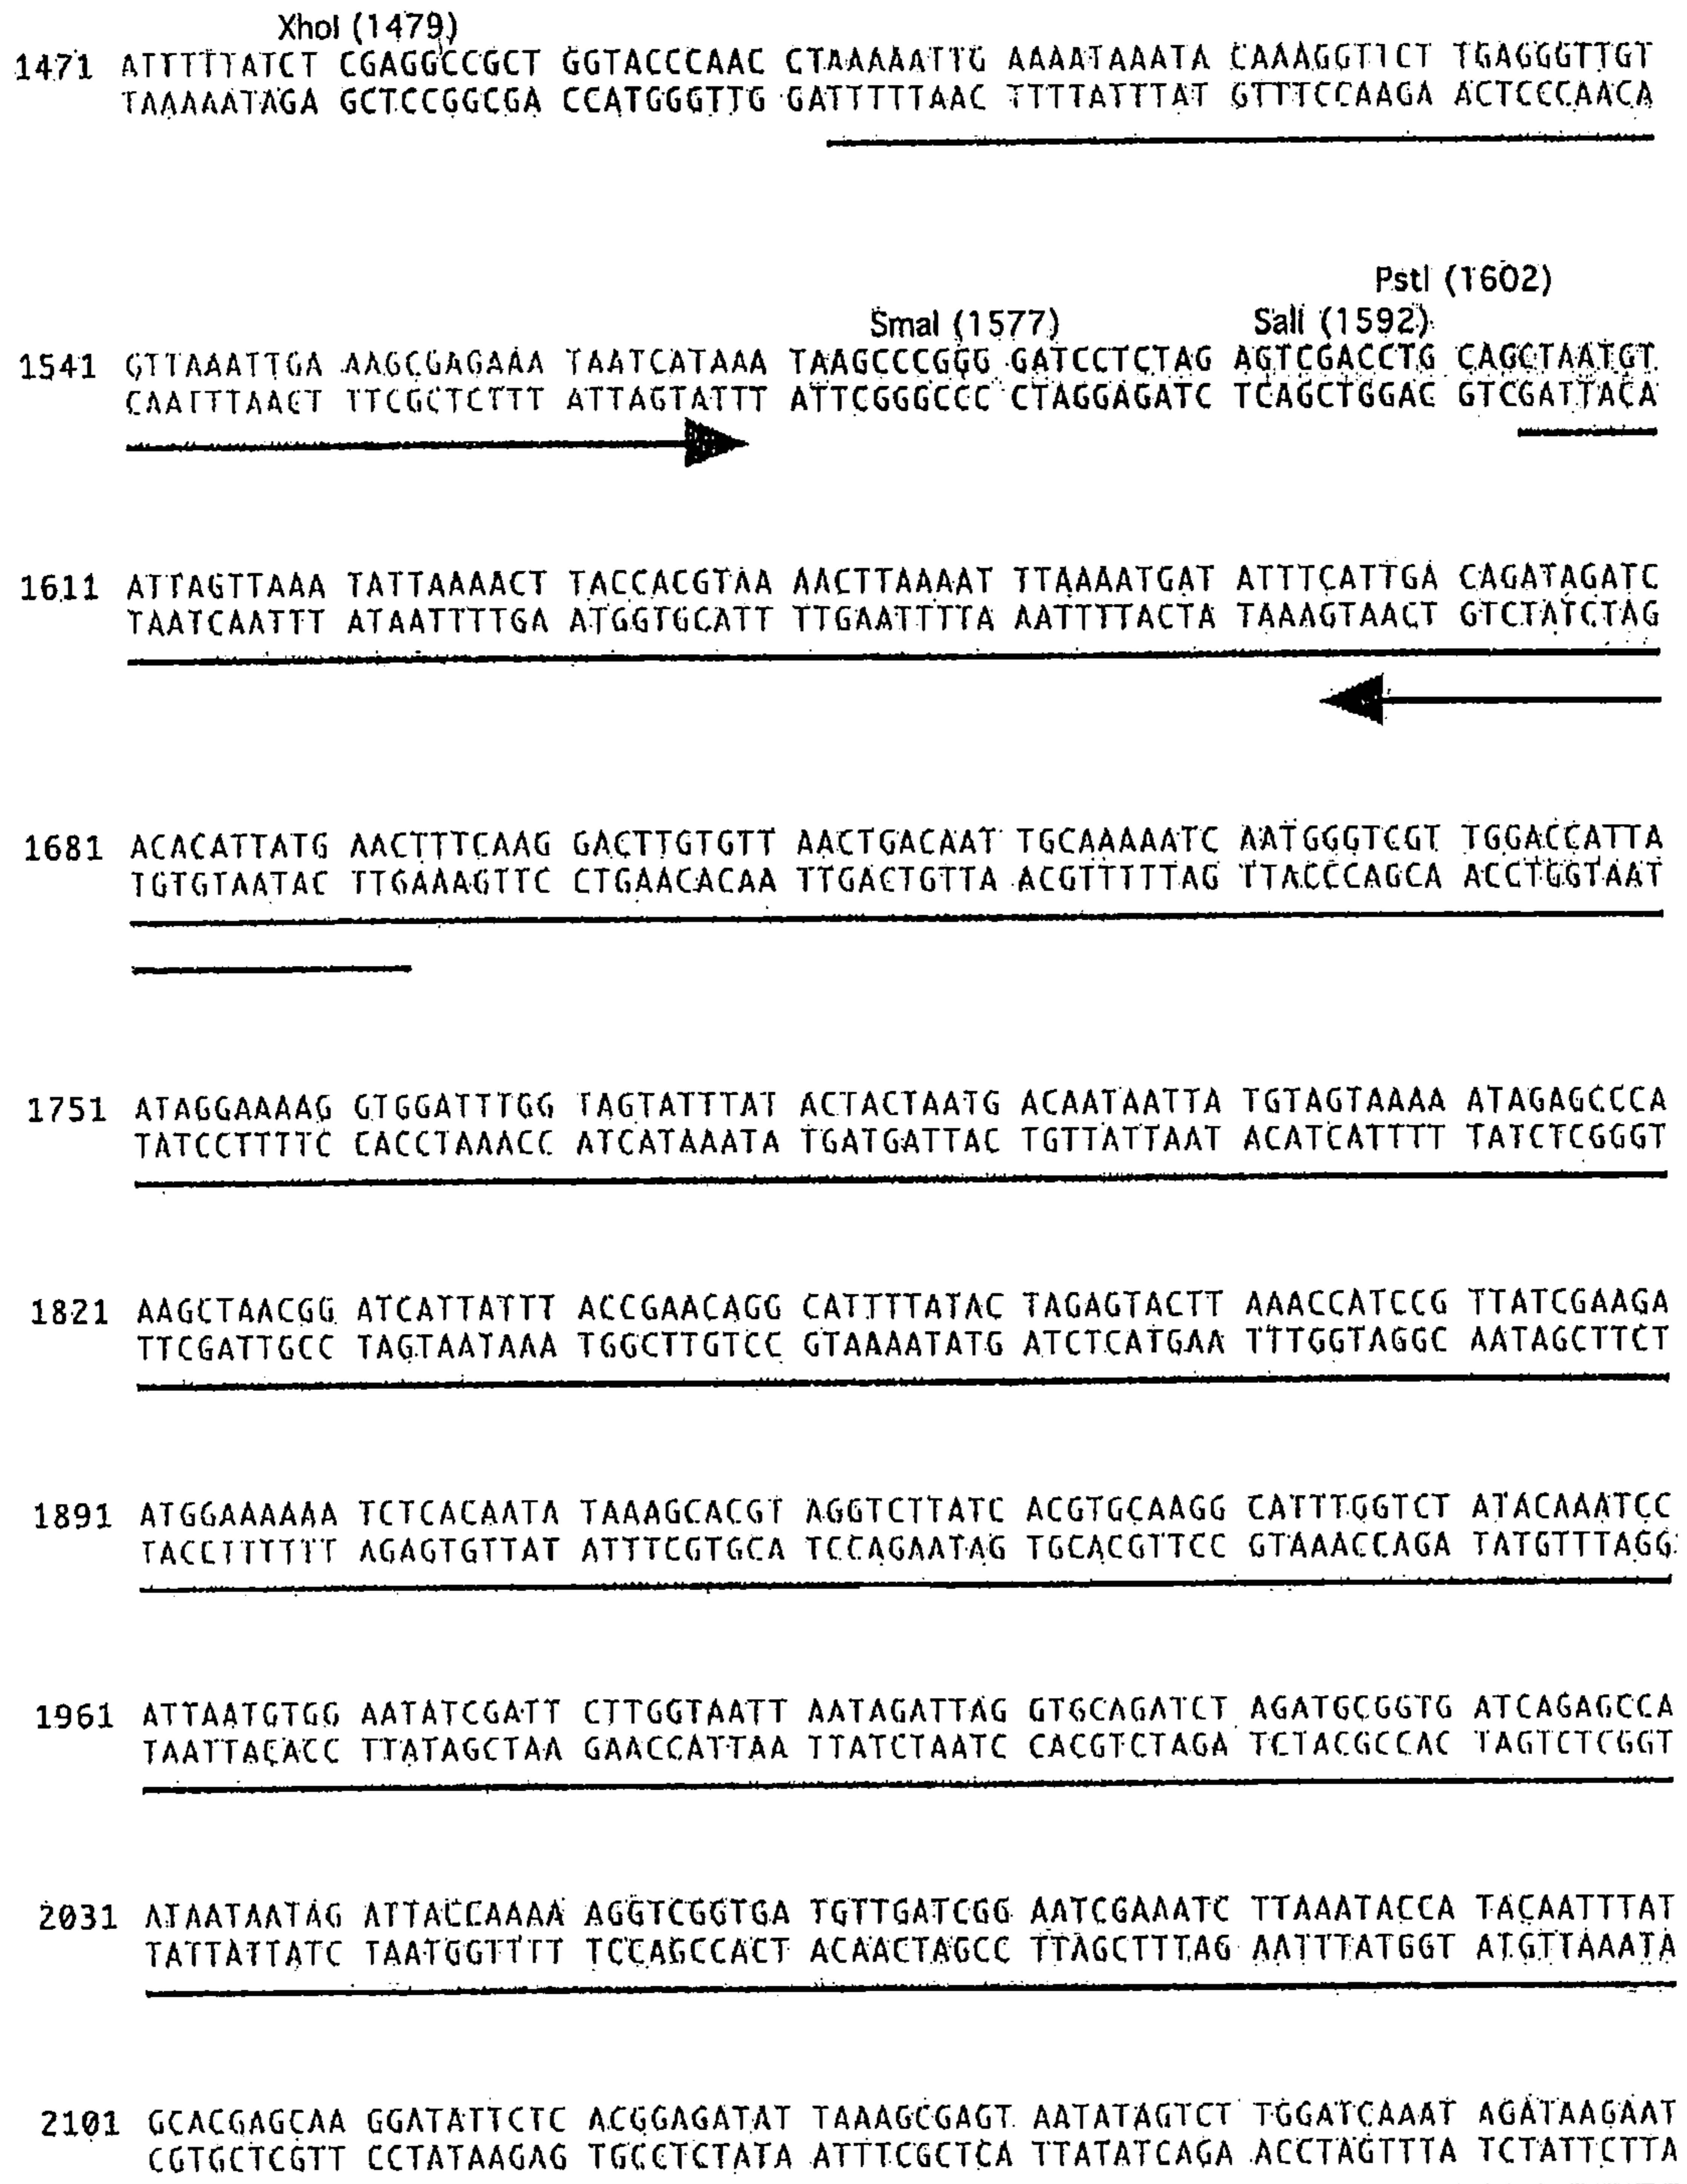 XhoI (1479)
1471 ATTTTTATCT CGAGGCCGCT GGTACCCAAC CTAAAAATTG AAAATAAATA CAAAGGTTCT TGAGGGTTGT
TAAAAATAGA GCTCCGGCGA CCATGGGTTG GATTTTTAAC TTTTATTTAT GTTTCCAAGA ACTCCCAACA
PstI (1602)
SmaI (1577) SalI (1592)
1541 GTTAAATTGA AAGCGAGAAA TAATCATAAA TAAGCCCGGG GATCCTCTAG AGTCGACCTG CAGCTAATGT
CAATTTAACT TTCGCTCTTT ATTAGTATTT ATTCGGGCCC CTAGGAGATC TCAGCTGGAC GTCGATTACA
1611 ATTAGTTAAA TATTAAAACT TACCACGTAA AACTTAAAAT TTAAAATGAT ATTTCATTGA CAGATAGATC
TAATCAATTT ATAATTTTGA ATGGTGCATT TTGAATTTTA AATTTTACTA TAAAGTAACT GTCTATCTAG
1681 ACACATTATG AACTTTCAAG GACTTGTGTT AACTGACAAT TGCAAAAATC AATGGGTCGT TGGACCATTA
TGTGTAATAC TTGAAAGTTC CTGAACACAA TTGACTGTTA ACGTTTTTAG TTACCCAGCA ACCTGGTAAT
1751 ATAGGAAAAG GTGGATTTGG TAGTATTTAT ACTACTAATG ACAATAATTA TGTAGTAAAA ATAGAGCCCA
TATCCTTTTC CACCTAAACC ATCATAAATA TGATGATTAC TGTTATTAAT ACATCATTTT TATCTCGGGT
1821 AAGCTAACGG ATCATTATTT ACCGAACAGG CATTTTATAC TAGAGTACTT AAACCATCCG TTATCGAAGA
TTCGATTGCC TAGTAATAAA TGGCTTGTCC GTAAAATATG ATCTCATGAA TTTGGTAGGC AATAGCTTCT
1891 ATGGAAAAAA TCTCACAATA TAAAGCACGT AGGTCTTATC ACGTGCAAGG CATTTGGTCT ATACAAATCC
TACCTTTTTT AGAGTGTTAT ATTTCGTGCA TCCAGAATAG TGCACGTTCC GTAAACCAGA TATGTTTAGG
1961 ATTAATGTGG AATATCGATT CTTGGTAATT AATAGATTAG GTGCAGATCT AGATGCGGTG ATCAGAGCCA
TAATTACACC TTATAGCTAA GAACCATTAA TTATCTAATC CACGTCTAGA TCTACGCCAC TAGTCTCGGT
2031 ATAATAATAG ATTACCAAAA AGGTCGGTGA TGTTGATCGG AATCGAAATC TTAAATACCA TACAATTTAT
TATTATTATC TAATGGTTTT TCCAGCCACT ACAACTAGCC TTAGCTTTAG AATTTATGGT ATGTTAAATA
2101 GCACGAGCAA GGATATTCTC ACGGAGATAT TAAAGCGAGT AATATAGTCT TGGATCAAAT AGATAAGAAT
CGTGCTCGTT CCTATAAGAG TGCCTCTATA ATTTCGCTCA TTATATCAGA ACCTAGTTTA TCTATTCTTA